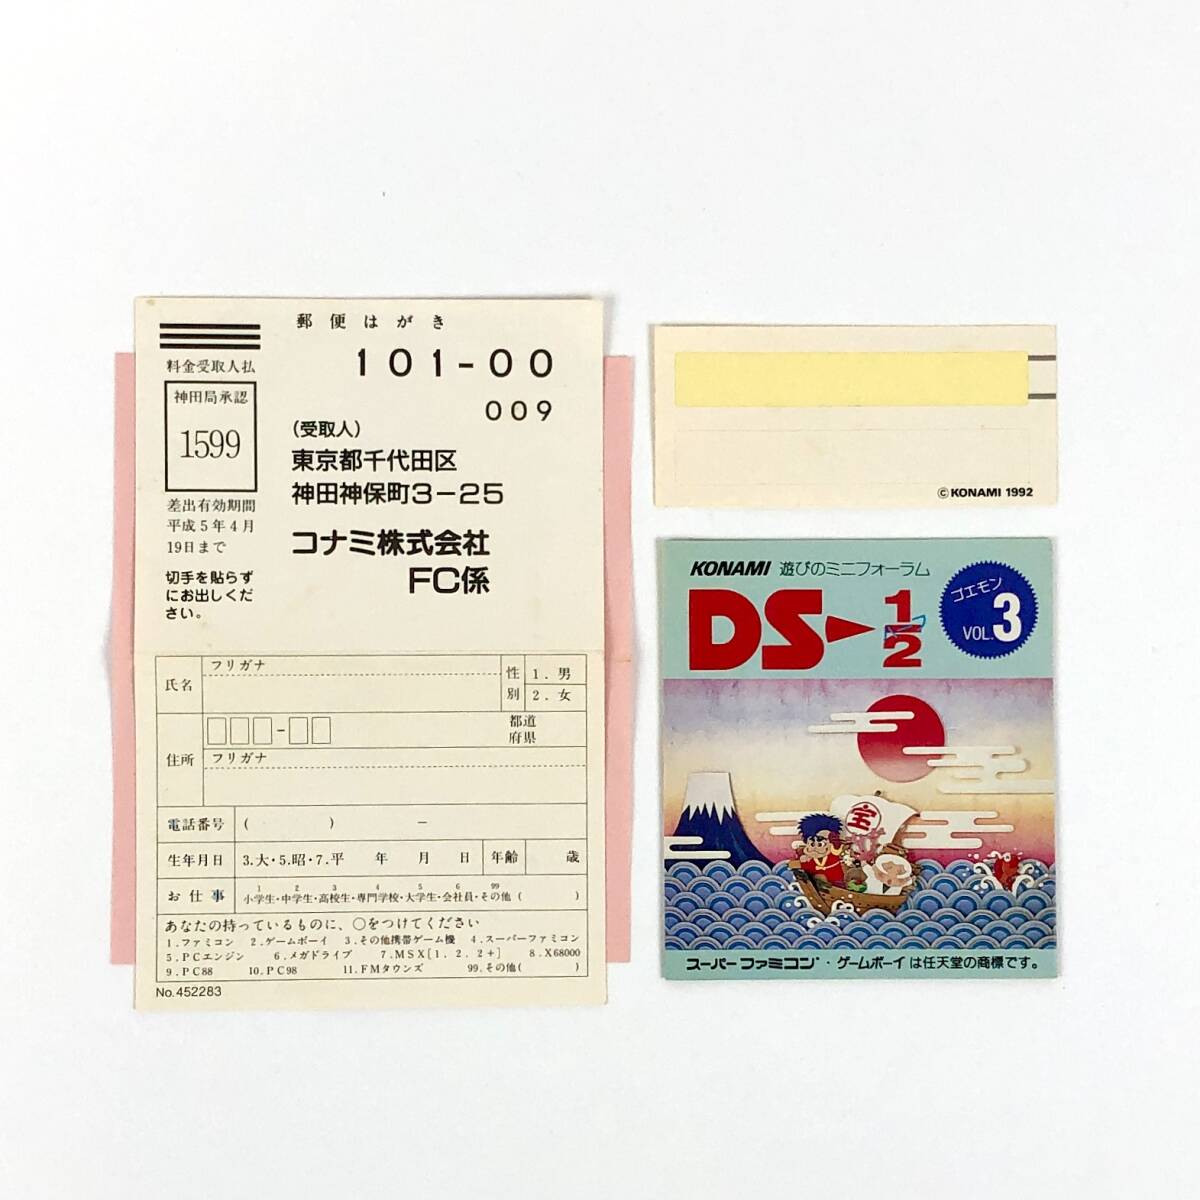 郵便はがき
料金受取人払
神田局承認
1599
差出有効期間
平成5年4月
19日まで
切手を貼らず
にお出しくだ
さい。
101-00
009
(受取人)
東京都千代田区
神田神保町3-25
コナミ株式会社
FC係
氏名
フリガナ
性別
1.男
2.女
住所
都道
府県
フリガナ
電話番号 ( ) -
生年月日 3.大・5.昭・7.平 年 月 日 年齢 歳
お仕事
1 2 3 4 5 6 99
小学生・中学生・高校生・専門学校・大学生・会社員・その他( )
あなたの持っているものに、○をつけてください
1.ファミコン 2.ゲームボーイ 3.その他携帯ゲーム機 4.スーパーファミコン
5.PCエンジン 6.メガドライブ 7.MSX[1.2.2+] 8.X68000
9.PC88 10.PC98 11.FMタウンズ 99.その他( )
No.452283
©KONAMI 1992
KONAMI 遊びのミニフォーラム
DS 1/2
ゴエモン
VOL.3
宝
スーパーファミコン・ゲームボーイは任天堂の商標です。